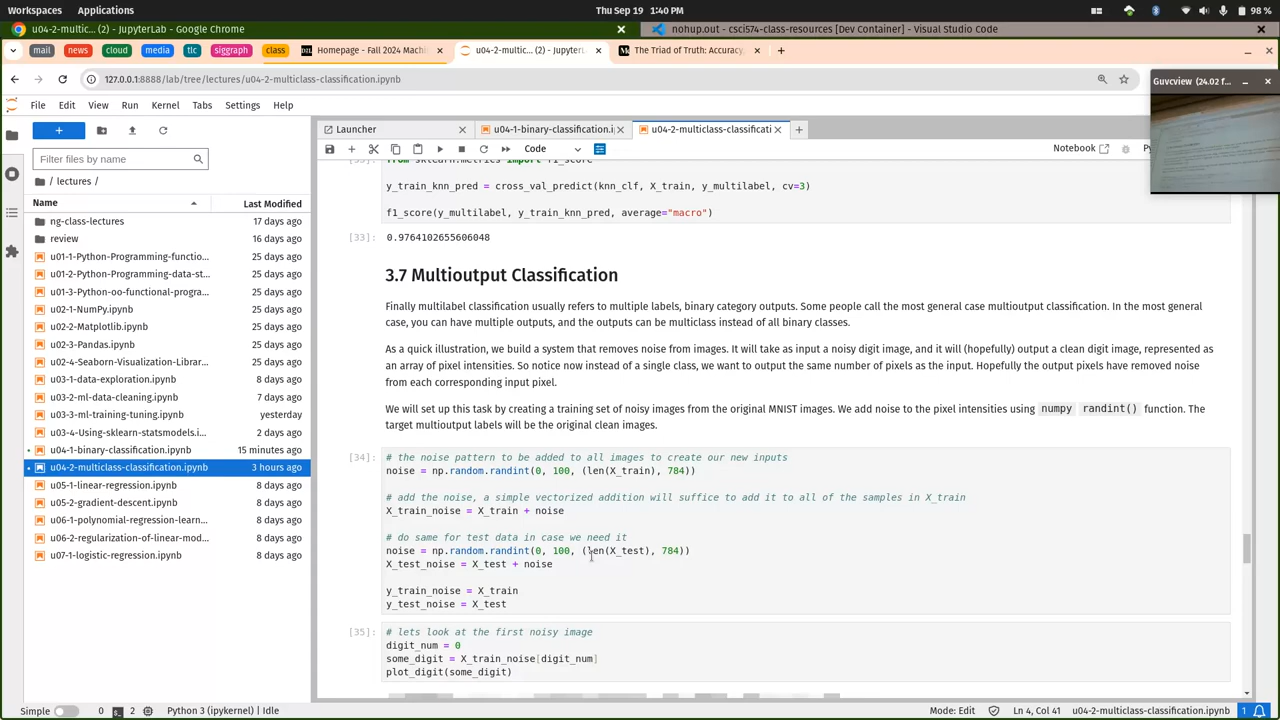 Workspaces Applications Thu Sep 19 1:40 PM 98 %
u04-2-multic... (2) - JupyterLab - Google Chrome
nohup.out - csci574-class-resources [Dev Container] - Visual Studio Code
mail news cloud media tlc siggraph class Homepage - Fall 2024 Machi u04-2-multic... (2) - JupyterL The Triad of Truth: Accuracy,
127.0.0.1:8888/lab/tree/lectures/u04-2-multiclass-classification.ipynb
Guvcview (24.02 f...
File Edit View Run Kernel Tabs Settings Help
Launcher u04-1-binary-classification.i u04-2-multiclass-classificati
Code Notebook Py
Filter files by name
/ lectures /
Name Last Modified
ng-class-lectures 17 days ago
review 16 days ago
u01-1-Python-Programming-functio... 25 days ago
u01-2-Python-Programming-data-st... 25 days ago
u01-3-Python-oo-functional-progra... 25 days ago
u02-1-NumPy.ipynb 25 days ago
u02-2-Matplotlib.ipynb 25 days ago
u02-3-Pandas.ipynb 25 days ago
u02-4-Seaborn-Visualization-Librar... 25 days ago
u03-1-data-exploration.ipynb 8 days ago
u03-2-ml-data-cleaning.ipynb 7 days ago
u03-3-ml-training-tuning.ipynb yesterday
u03-4-Using-sklearn-statsmodels.i... 2 days ago
u04-1-binary-classification.ipynb 15 minutes ago
u04-2-multiclass-classification.ipynb 3 hours ago
u05-1-linear-regression.ipynb 8 days ago
u05-2-gradient-descent.ipynb 8 days ago
u06-1-polynomial-regression-learn... 8 days ago
u06-2-regularization-of-linear-mod... 8 days ago
u07-1-logistic-regression.ipynb 8 days ago
[33]: from sklearn.metrics import f1_score
y_train_knn_pred = cross_val_predict(knn_clf, X_train, y_multilabel, cv=3)
f1_score(y_multilabel, y_train_knn_pred, average="macro")
[33]: 0.9764102655606048
3.7 Multioutput Classification
Finally multilabel classification usually refers to multiple labels, binary category outputs. Some people call the most general case multioutput classification. In the most general
case, you can have multiple outputs, and the outputs can be multiclass instead of all binary classes.
As a quick illustration, we build a system that removes noise from images. It will take as input a noisy digit image, and it will (hopefully) output a clean digit image, represented as
an array of pixel intensities. So notice now instead of a single class, we want to output the same number of pixels as the input. Hopefully the output pixels have removed noise
from each corresponding input pixel.
We will set up this task by creating a training set of noisy images from the original MNIST images. We add noise to the pixel intensities using numpy randint() function. The
target multioutput labels will be the original clean images.
[34]: # the noise pattern to be added to all images to create our new inputs
noise = np.random.randint(0, 100, (len(X_train), 784))
# add the noise, a simple vectorized addition will suffice to add it to all of the samples in X_train
X_train_noise = X_train + noise
# do same for test data in case we need it
noise = np.random.randint(0, 100, (len(X_test), 784))
X_test_noise = X_test + noise
y_train_noise = X_train
y_test_noise = X_test
[35]: # lets look at the first noisy image
digit_num = 0
some_digit = X_train_noise[digit_num]
plot_digit(some_digit)
Simple 0 2 Python 3 (ipykernel) | Idle Mode: Edit Ln 4, Col 41 u04-2-multiclass-classification.ipynb 1